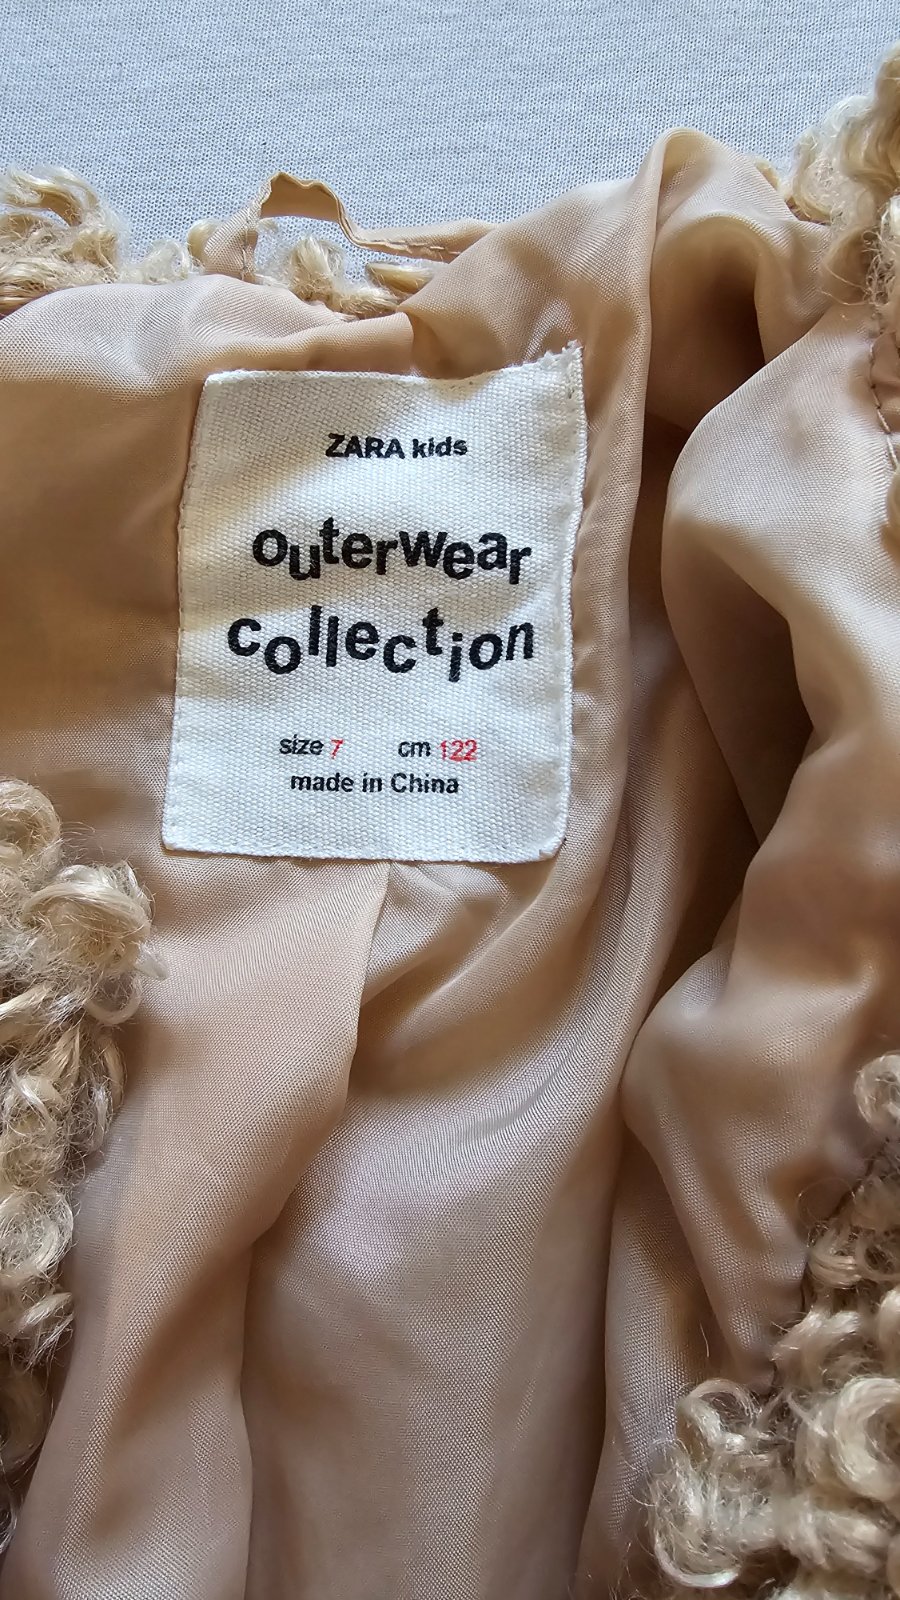 ZARA kids
outerwear
collection
size 7 cm 122
made in China